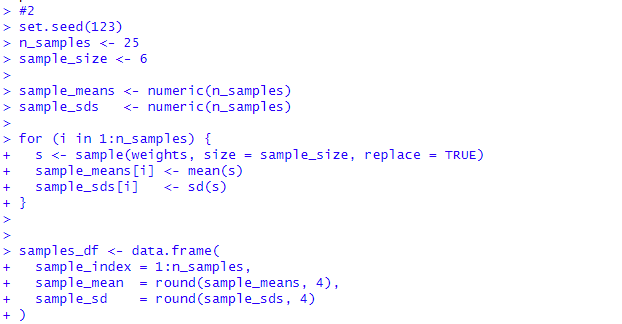 > #2
> set.seed(123)
> n_samples <- 25
> sample_size <- 6
>
> sample_means <- numeric(n_samples)
> sample_sds   <- numeric(n_samples)
>
> for (i in 1:n_samples) {
+   s <- sample(weights, size = sample_size, replace = TRUE)
+   sample_means[i] <- mean(s)
+   sample_sds[i]   <- sd(s)
+ }
>
>
> samples_df <- data.frame(
+   sample_index = 1:n_samples,
+   sample_mean  = round(sample_means, 4),
+   sample_sd    = round(sample_sds, 4)
+ )